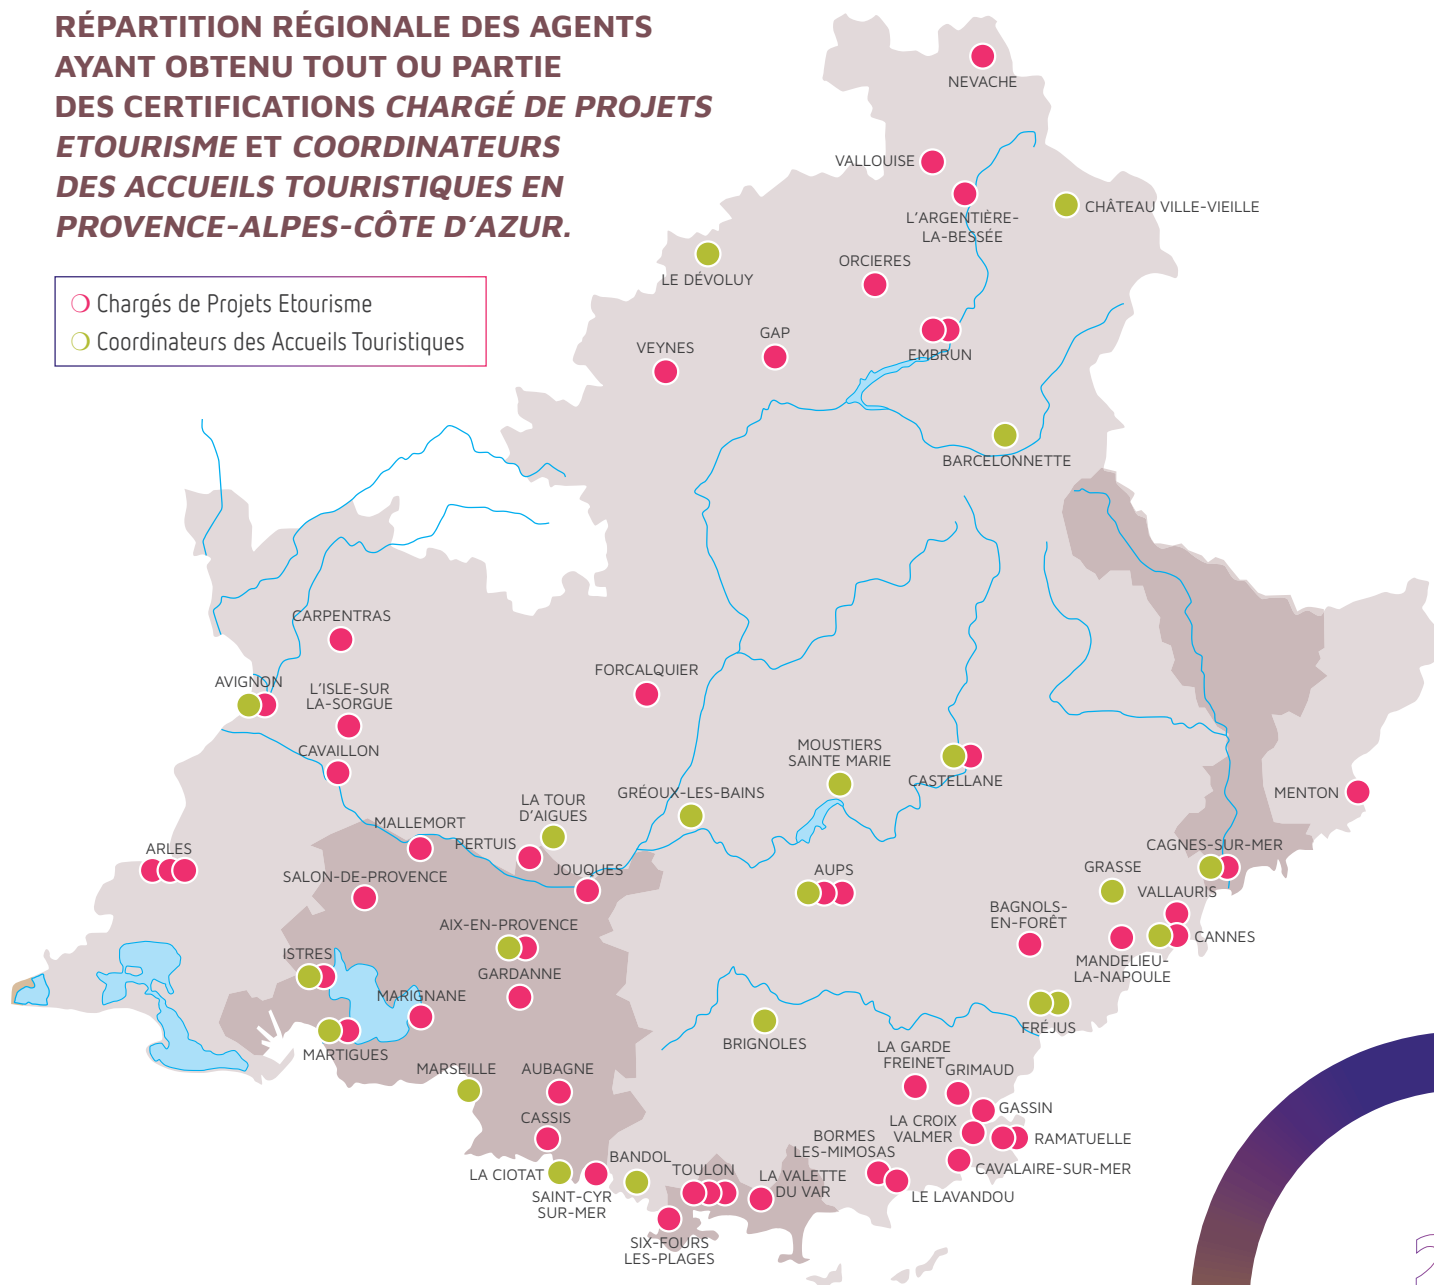 RÉPARTITION RÉGIONALE DES AGENTS
AYANT OBTENU TOUT OU PARTIE
DES CERTIFICATIONS CHARGÉ DE PROJETS
ETOURISME ET COORDINATEURS
DES ACCUEILS TOURISTIQUES EN
PROVENCE-ALPES-CÔTE D'AZUR.
Chargés de Projets Etourisme
Coordinateurs des Accueils Touristiques
NEVACHE
VALLOUISE
L'ARGENTIÈRE-
LA-BESSÉE
CHÂTEAU VILLE-VIEILLE
LE DÉVOLUY
ORCIERES
VEYNES
GAP
EMBRUN
BARCELONNETTE
CARPENTRAS
AVIGNON
L'ISLE-SUR
LA-SORGUE
CAVAILLON
FORCALQUIER
MOUSTIERS
SAINTE MARIE
CASTELLANE
GRÉOUX-LES-BAINS
LA TOUR
D'AIGUES
MENTON
MALLEMORT
PERTUIS
JOUQUES
ARLES
SALON-DE-PROVENCE
AUPS
CAGNES-SUR-MER
GRASSE
VALLAURIS
BAGNOLS-
EN-FORÊT
CANNES
MANDELIEU-
LA-NAPOULE
AIX-EN-PROVENCE
GARDANNE
ISTRES
MARIGNANE
MARTIGUES
FRÉJUS
BRIGNOLES
MARSEILLE
AUBAGNE
CASSIS
LA GARDE
FREINET
GRIMAUD
GASSIN
LA CROIX
VALMER
RAMATUELLE
BORMES
LES-MIMOSAS
CAVALAIRE-SUR-MER
LE LAVANDOU
LA CIOTAT
SAINT-CYR
SUR-MER
BANDOL
TOULON
LA VALETTE
DU VAR
SIX-FOURS
LES-PLAGES